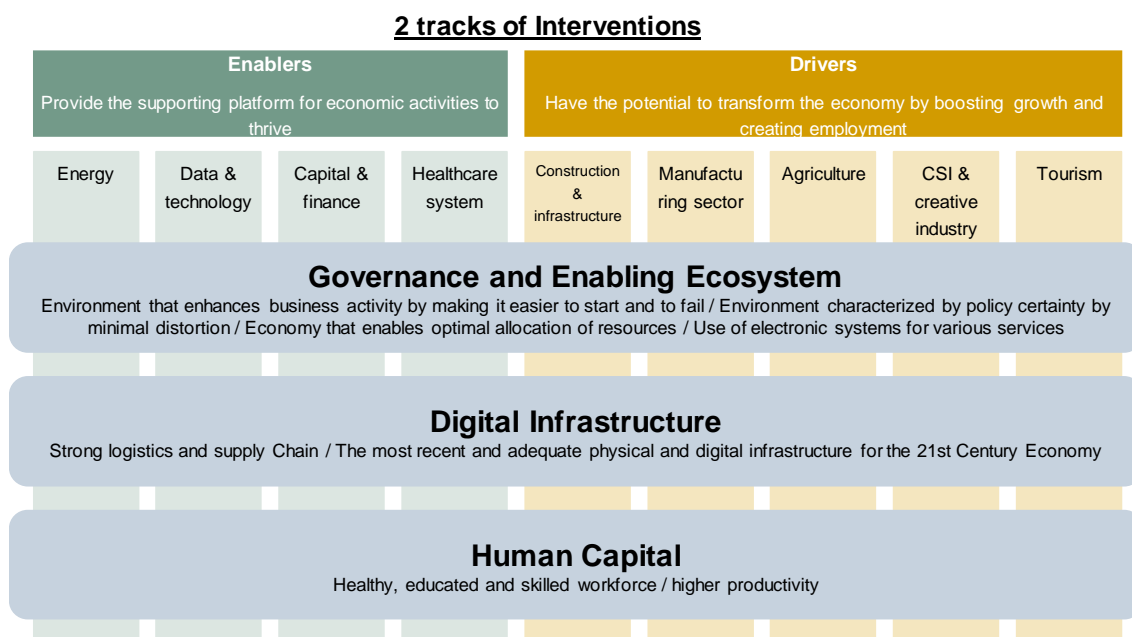 2 tracks of Interventions
Enablers
Provide the supporting platform for economic activities to
thrive
Drivers
Have the potential to transform the economy by boosting growth and
creating employment
Energy
Data &
technology
Capital &
finance
Healthcare
system
Construction
&
infrastructure
Manufactu
ring sector
Agriculture
CSI &
creative
industry
Tourism
Governance and Enabling Ecosystem
Environment that enhances business activity by making it easier to start and to fail / Environment characterized by policy certainty by
minimal distortion / Economy that enables optimal allocation of resources / Use of electronic systems for various services
Digital Infrastructure
Strong logistics and supply Chain / The most recent and adequate physical and digital infrastructure for the 21st Century Economy
Human Capital
Healthy, educated and skilled workforce / higher productivity